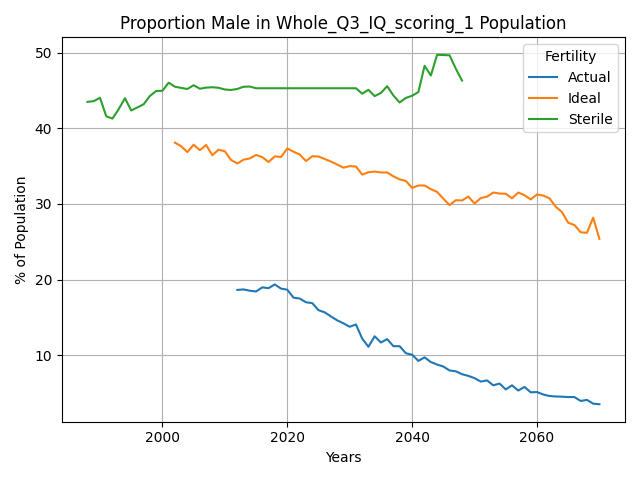 Proportion Male in Whole_Q3_IQ_scoring_1 Population
Fertility
Actual
Ideal
Sterile
% of Population
50
40
30
20
10
2000
2020
2040
2060
Years